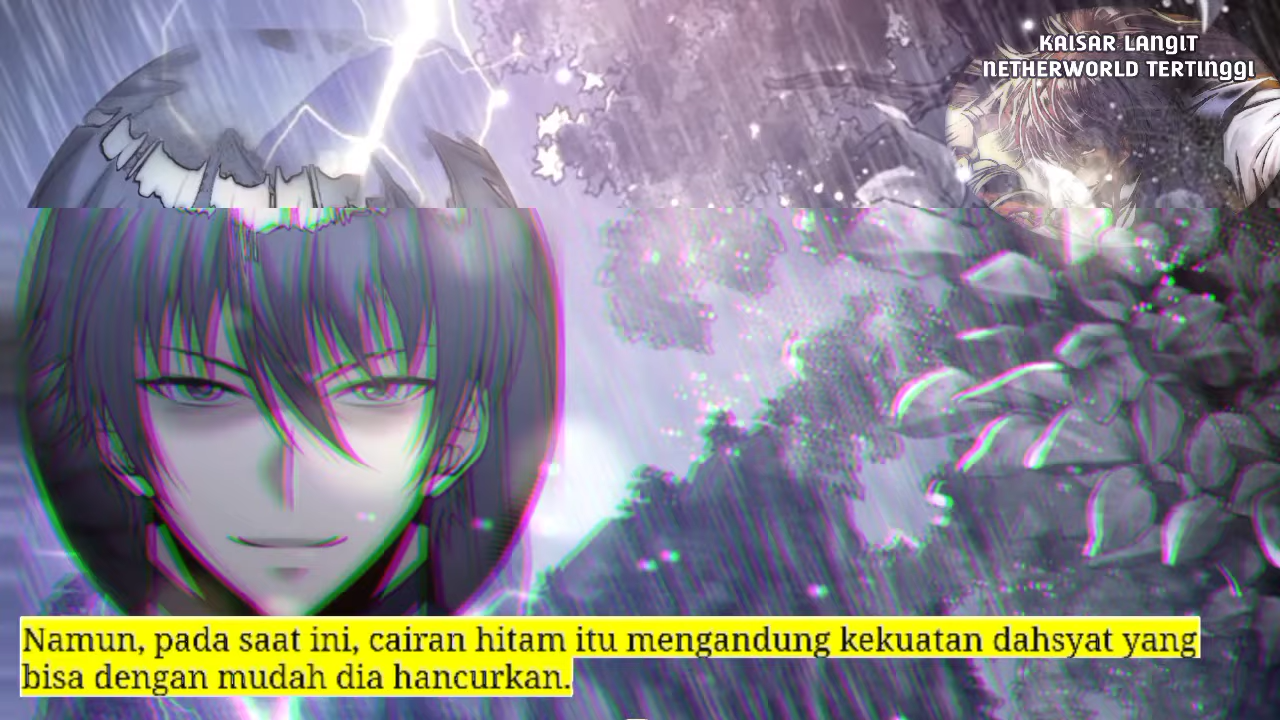 KAISAR LANGIT
NETHERWORLD TERTINGGI
Namun, pada saat ini, cairan hitam itu mengandung kekuatan dahsyat yang
bisa dengan mudah dia hancurkan.